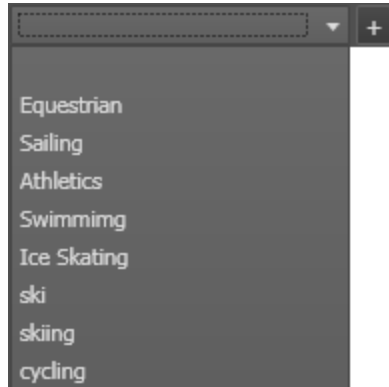 +
Equestrian
Sailing
Athletics
Swimmimg
Ice Skating
ski
skiing
cycling